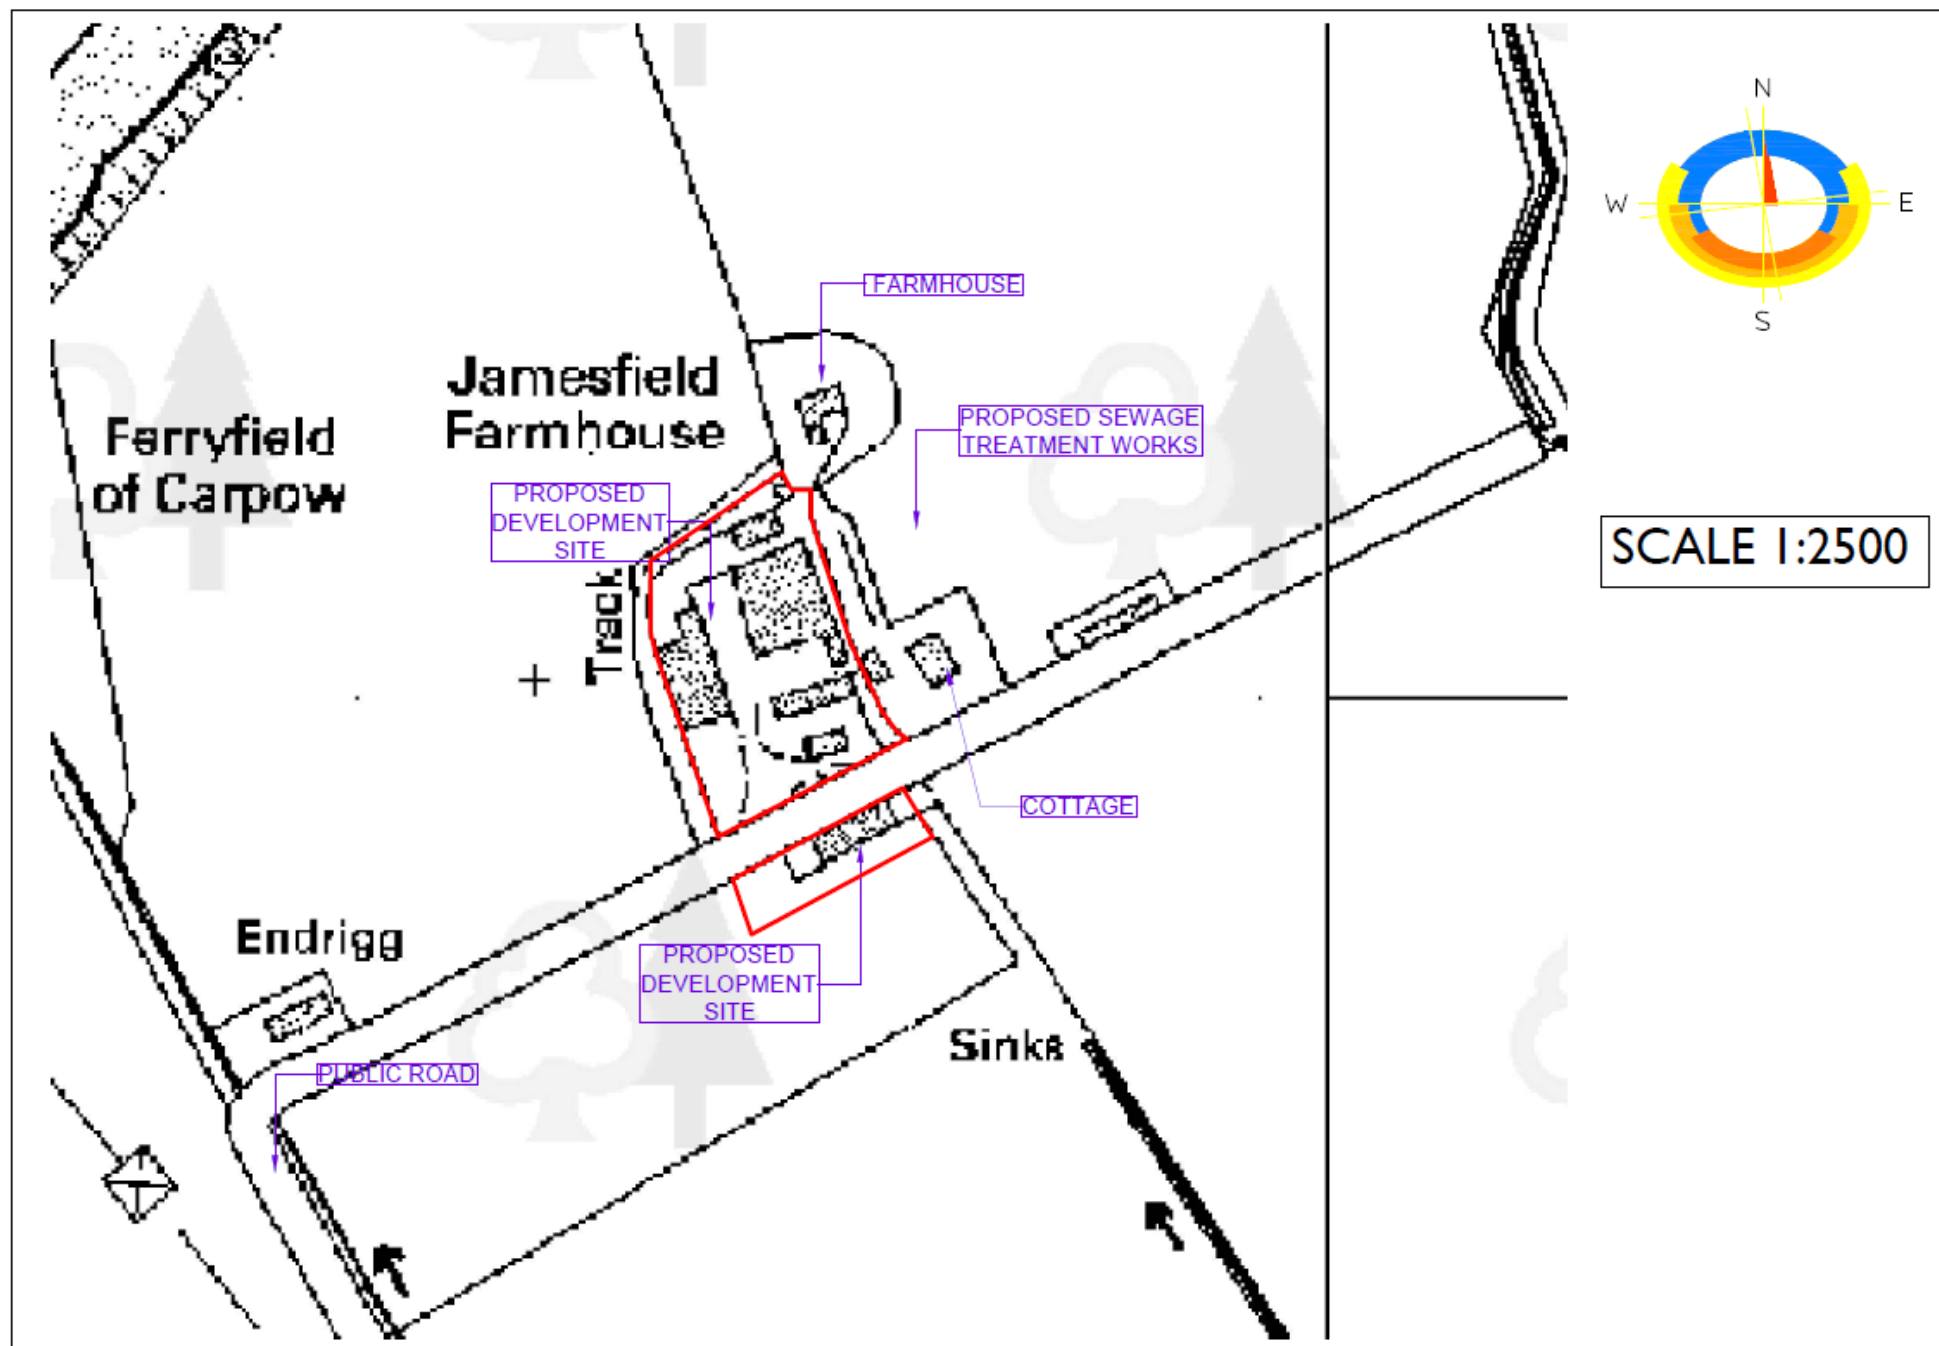 N
W
E
S
FARMHOUSE
Jamesfield
Farmhouse
Ferryfield
of Carpow
PROPOSED SEWAGE
TREATMENT WORKS
PROPOSED
DEVELOPMENT
SITE
SCALE 1:2500
Track
COTTAGE
Endrigg
PROPOSED
DEVELOPMENT
SITE
Sinks
PUBLIC ROAD